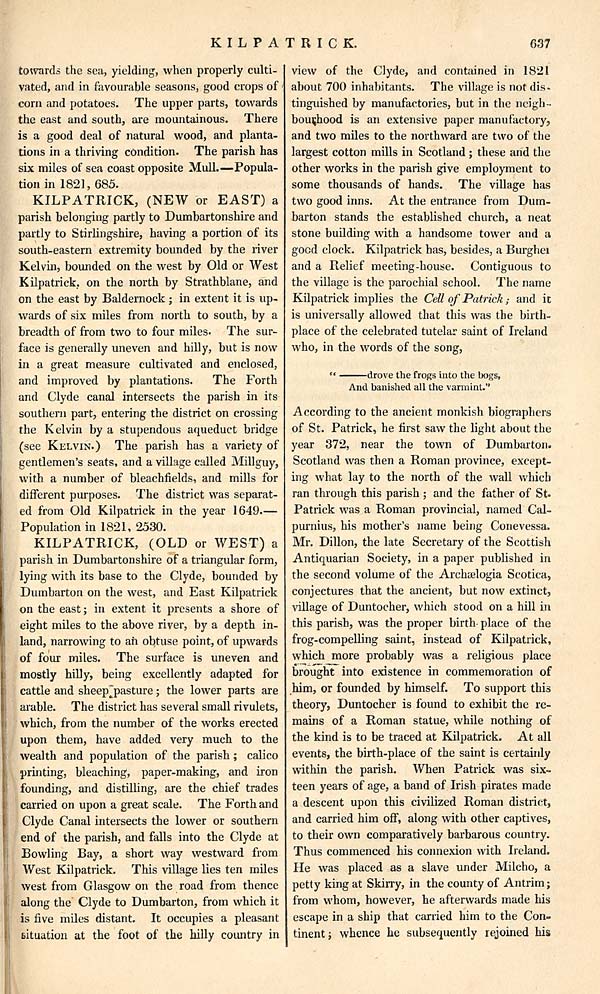 KILPATRICK.
637
towards the sea, yielding, when properly culti-
vated, and in favourable seasons, good crops of
corn and potatoes. The upper parts, towards
the east and south, are mountainous. There
is a good deal of natural wood, and planta-
tions in a thriving condition. The parish has
six miles of sea coast opposite Mull.—Popula-
tion in 1821, 685.
KILPATRICK, (NEW or EAST) a
parish belonging partly to Dumbartonshire and
partly to Stirlingshire, having a portion of its
south-eastern extremity bounded by the river
Kelvin, bounded on the west by Old or West
Kilpatrick, on the north by Strathblane, and
on the east by Baldernock; in extent it is up-
wards of six miles from north to south, by a
breadth of from two to four miles. The sur-
face is generally uneven and hilly, but is now
in a great measure cultivated and enclosed,
and improved by plantations. The Forth
and Clyde canal intersects the parish in its
southern part, entering the district on crossing
the Kelvin by a stupendous aqueduct bridge
(see KELVIN.) The parish has a variety of
gentlemen's seats, and a village called Millguy,
with a number of bleachfields, and mills for
different purposes. The district was separat-
ed from Old Kilpatrick in the year 1649.—
Population in 1821, 2530.
KILPATRICK, (OLD or WEST) a
parish in Dumbartonshire of a triangular form,
lying with its base to the Clyde, bounded by
Dumbarton on the west, and East Kilpatrick
on the east; in extent it presents a shore of
eight miles to the above river, by a depth in-
land, narrowing to an obtuse point, of upwards
of four miles. The surface is uneven and
mostly hilly, being excellently adapted for
cattle and sheep pasture; the lower parts are
arable. The district has several small rivulets,
which, from the number of the works erected
upon them, have added very much to the
wealth and population of the parish; calico
printing, bleaching, paper-making, and iron
founding, and distilling, are the chief trades
carried on upon a great scale. The Forth and
Clyde Canal intersects the lower or southern
end of the parish, and falls into the Clyde at
Bowling Bay, a short way westward from
West Kilpatrick. This village lies ten miles
west from Glasgow on the road from thence
along the Clyde to Dumbarton, from which it
is five miles distant. It occupies a pleasant
situation at the foot of the hilly country in
view of the Clyde, and contained in 1821
about 700 inhabitants. The village is not dis-
tinguished by manufactories, but in the neigh-
bourhood is an extensive paper manufactory,
and two miles to the northward are two of the
largest cotton mills in Scotland; these and the
other works in the parish give employment to
some thousands of hands. The village has
two good inns. At the entrance from Dum-
barton stands the established church, a neat
stone building with a handsome tower and a
good clock. Kilpatrick has, besides, a Burgher
and a Relief meeting-house. Contiguous to
the village is the parochial school. The name
Kilpatrick implies the Cell of Patrick; and it
is universally allowed that this was the birth-
place of the celebrated tutelar saint of Ireland
who, in the words of the song,
" ——drove the frogs into the bogs,
And banished all the varmint."
According to the ancient monkish biographers
of St. Patrick, he first saw the light about the
year 372, near the town of Dumbarton.
Scotland was then a Roman province, except-
ing what lay to the north of the wall which
ran through this parish; and the father of St.
Patrick was a Roman provincial, named Cal-
purnius, his mother's name being Conevessa.
Mr. Dillon, the late Secretary of the Scottish
Antiquarian Society, in a paper published in
the second volume of the Archælogia Scotica,
conjectures that the ancient, but now extinct,
village of Duntocher, which stood on a hill in
this parish, was the proper birth-place of the
frog-compelling saint, instead of Kilpatrick,
which more probably was a religious place
brought into existence in commemoration of
him, or founded by himself. To support this
theory, Duntocher is found to exhibit the re-
mains of a Roman statue, while nothing of
the kind is to be traced at Kilpatrick. At all
events, the birth-place of the saint is certainly
within the parish. When Patrick was six-
teen years of age, a band of Irish pirates made
a descent upon this civilized Roman district,
and carried him off, along with other captives,
to their own comparatively barbarous country.
Thus commenced his connexion with Ireland.
He was placed as a slave under Milcho, a
petty king at Skirry, in the county of Antrim;
from whom, however, he afterwards made his
escape in a ship that carried him to the Con-
tinent; whence he subsequently rejoined his